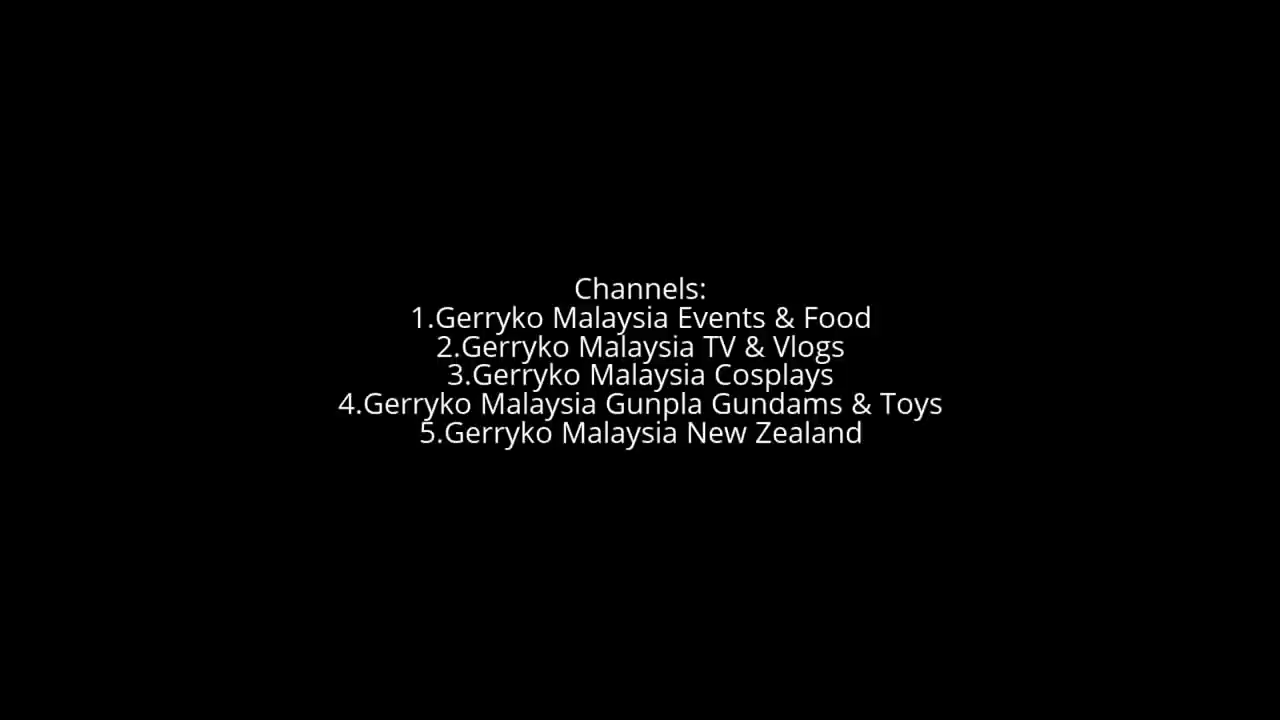 Channels:
1.Gerryko Malaysia Events & Food
2.Gerryko Malaysia TV & Vlogs
3.Gerryko Malaysia Cosplays
4.Gerryko Malaysia Gunpla Gundams & Toys
5.Gerryko Malaysia New Zealand